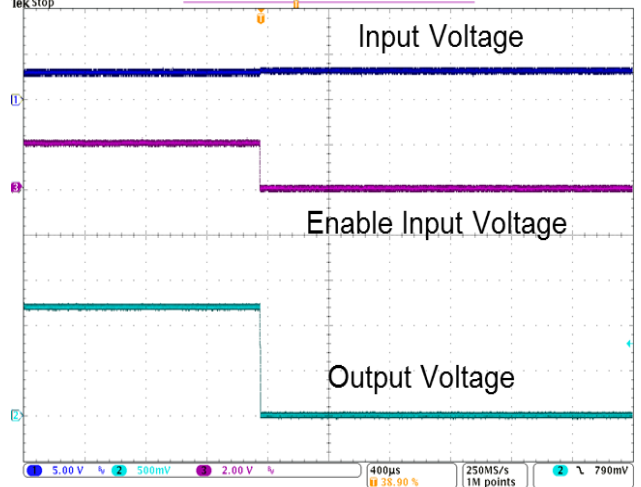 Tek Stop
T
Input Voltage
1
3
Enable Input Voltage
Output Voltage
2
1 5.00 V 2 500mV 3 2.00 V 400µs 250MS/s 2 790mV
T 38.90 % 1M points